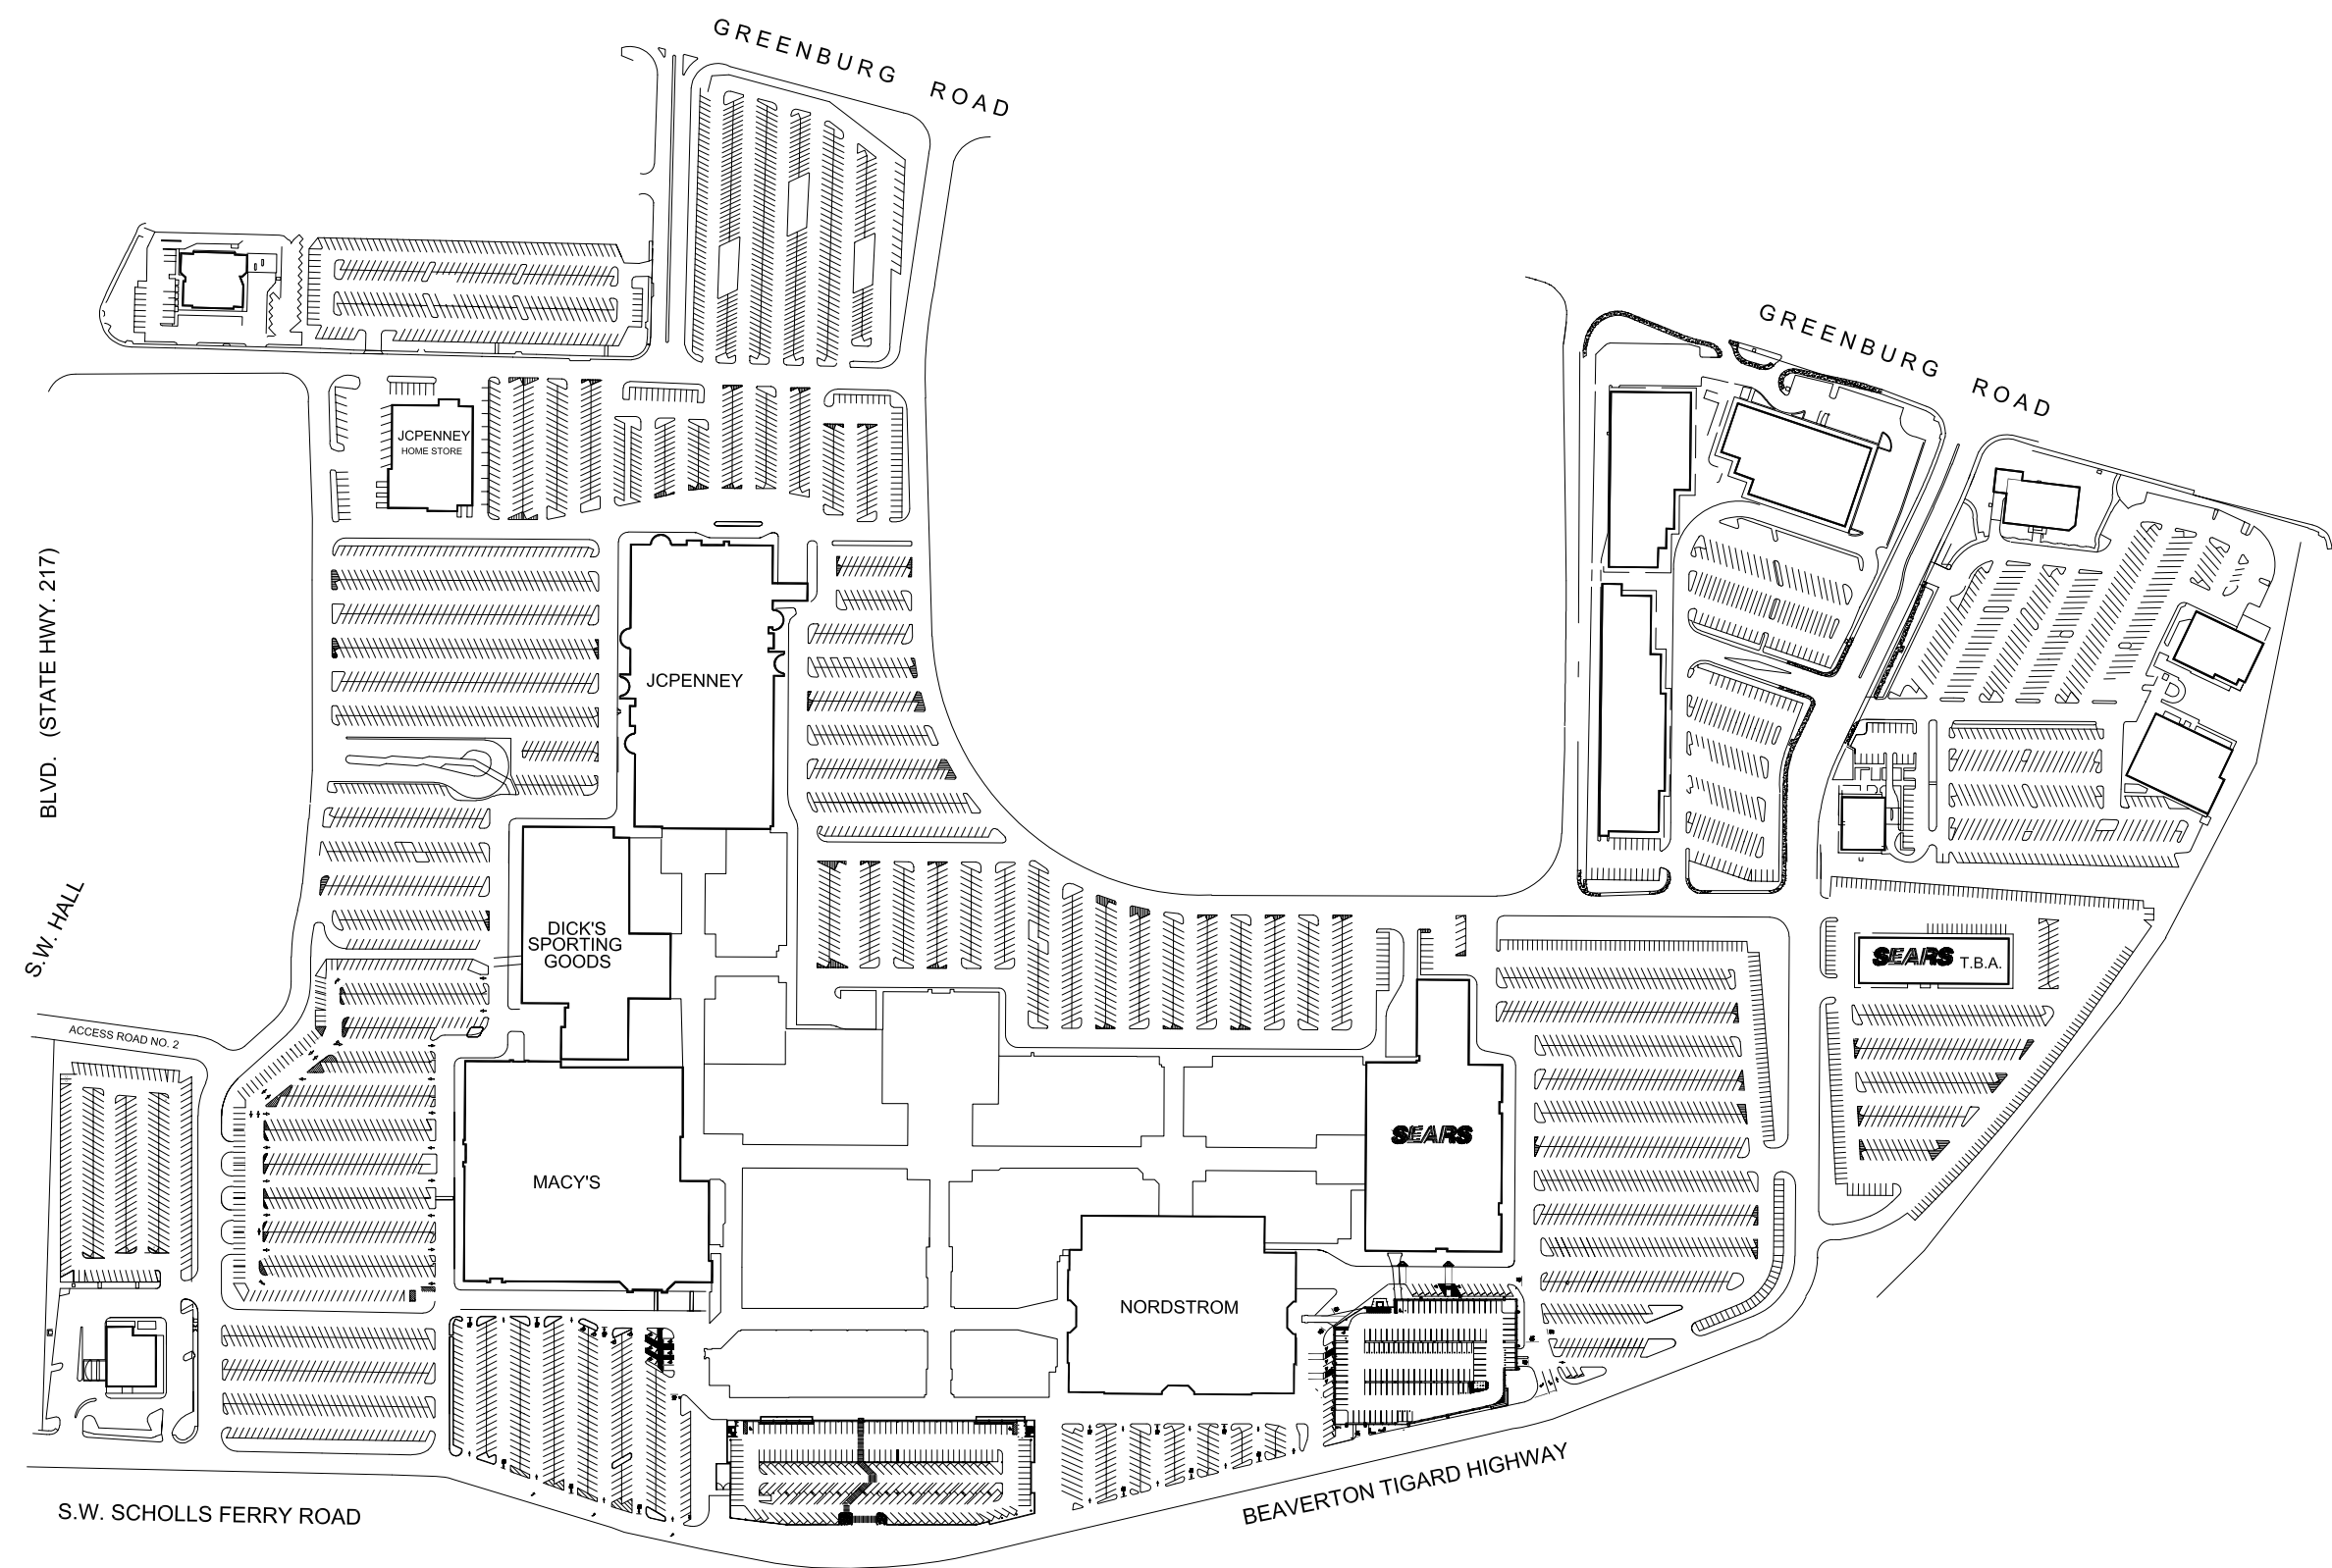 GREENBURG ROAD
GREENBURG ROAD
JCPENNEY
HOME STORE
BLVD. (STATE HWY. 217)
JCPENNEY
S.W. HALL
DICK'S
SPORTING
GOODS
SEARS T.B.A.
ACCESS ROAD NO. 2
SEARS
MACY'S
NORDSTROM
BEAVERTON TIGARD HIGHWAY
S.W. SCHOLLS FERRY ROAD